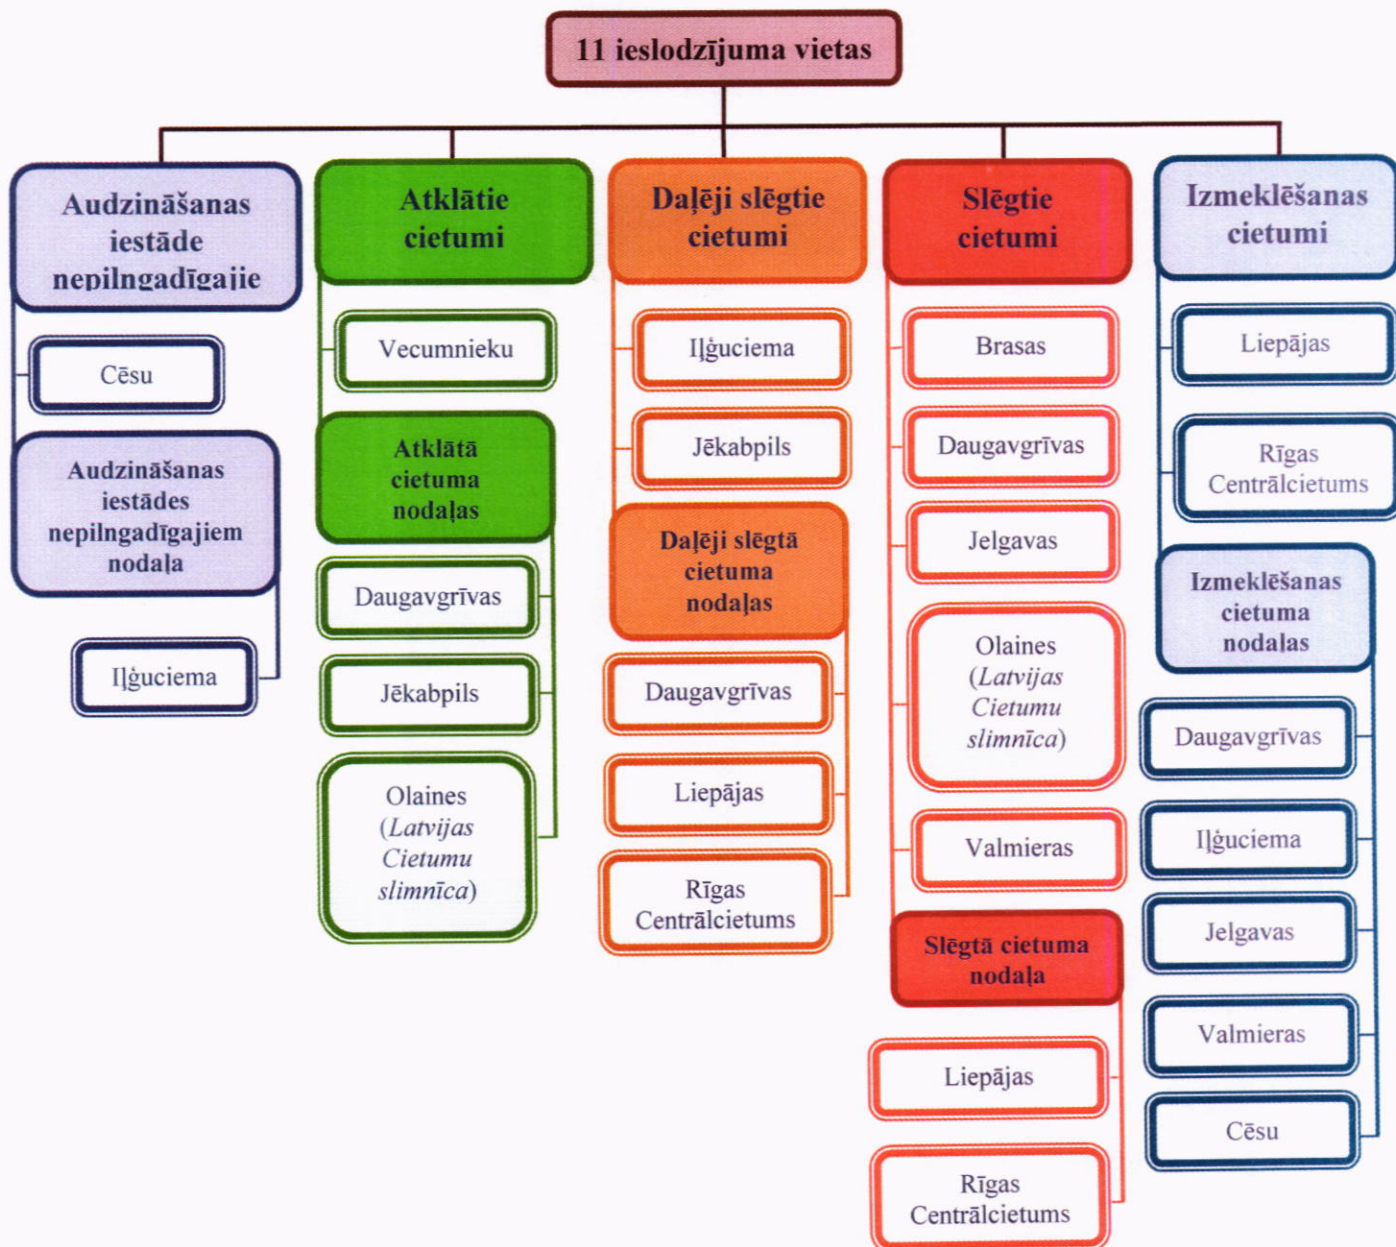 11 ieslodzījuma vietas
Audzināšanas
iestāde
nepilngadīgajie
Cēsu
Audzināšanas
iestādes
nepilngadīgajiem
nodaļa
Iļģuciema
Atklātie
cietumi
Vecumnieku
Atklātā
cietuma
nodaļas
Daugavgrīvas
Jēkabpils
Olaines
(Latvijas
Cietumu
slimnīca)
Daļēji slēgtie
cietumi
Iļģuciema
Jēkabpils
Daļēji slēgtā
cietuma
nodaļas
Daugavgrīvas
Liepājas
Rīgas
Centrālcietums
Slēgtie
cietumi
Brasas
Daugavgrīvas
Jelgavas
Olaines
(Latvijas
Cietumu
slimnīca)
Valmieras
Slēgtā cietuma
nodaļa
Liepājas
Rīgas
Centrālcietums
Izmeklēšanas
cietumi
Liepājas
Rīgas
Centrālcietums
Izmeklēšanas
cietuma
nodaļas
Daugavgrīvas
Iļģuciema
Jelgavas
Valmieras
Cēsu